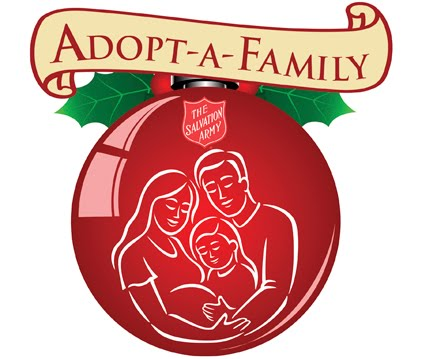 ADOPT-A-FAMILY
THE
SALVATION
ARMY